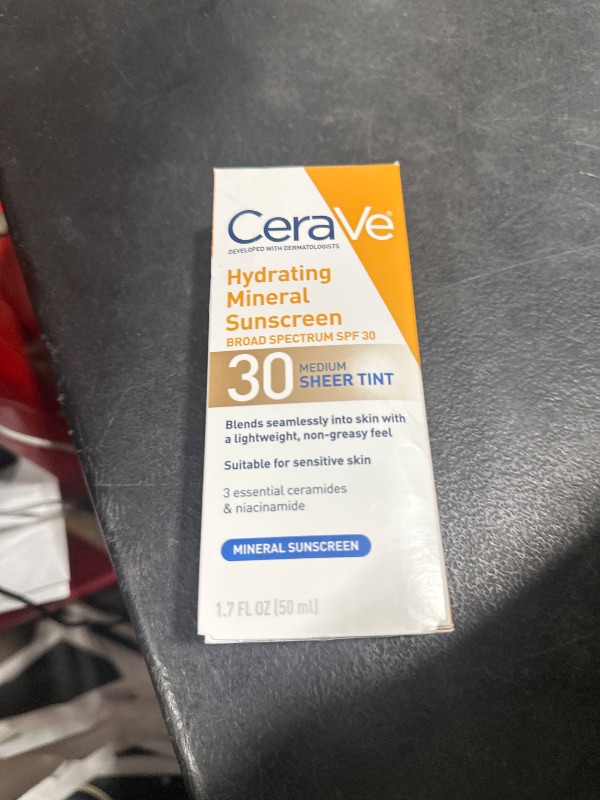 CeraVe®
DEVELOPED WITH DERMATOLOGISTS
Hydrating
Mineral
Sunscreen
BROAD SPECTRUM SPF 30
30 MEDIUM
SHEER TINT
Blends seamlessly into skin with
a lightweight, non-greasy feel
Suitable for sensitive skin
3 essential ceramides
& niacinamide
MINERAL SUNSCREEN
1.7 FL OZ (50 ml)